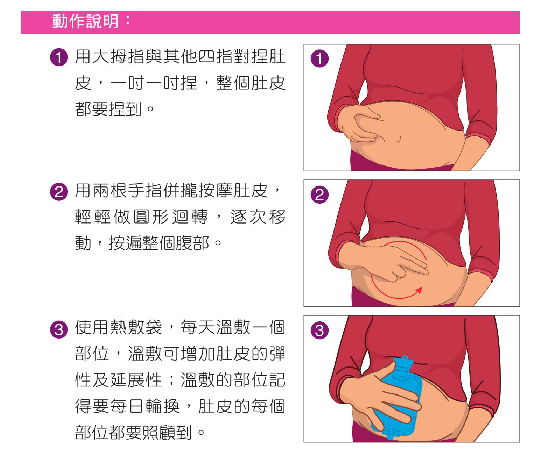 動作說明：
1 用大拇指與其他四指對捏肚
皮，一吋一吋捏，整個肚皮
都要捏到。
1
2 用兩根手指併攏按摩肚皮，
輕輕做圓形迴轉，逐次移
動，按遍整個腹部。
2
3 使用熱敷袋，每天溫敷一個
部位，溫敷可增加肚皮的彈
性及延展性；溫敷的部位記
得要每日輪換，肚皮的每個
部位都要照顧到。
3